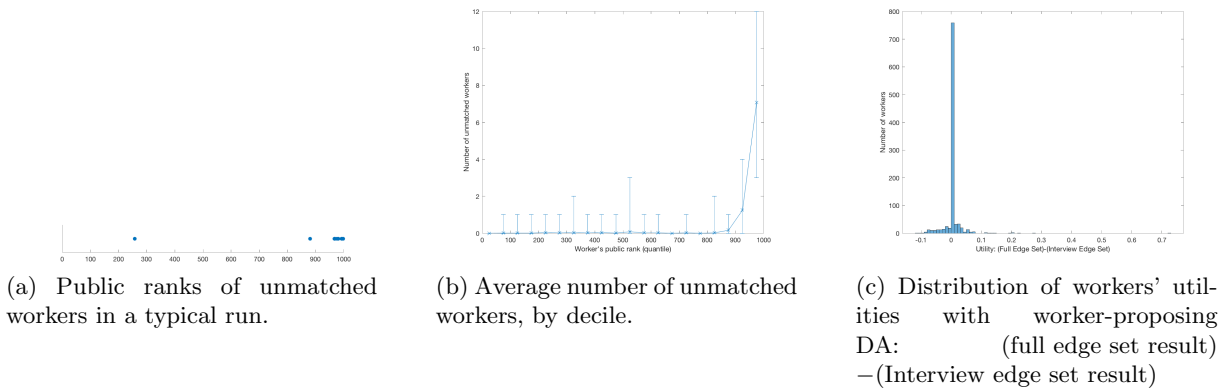 0 100 200 300 400 500 600 700 800 900 1000
(a) Public ranks of unmatched
workers in a typical run.
12
10
8
6
4
2
0
Number of unmatched workers
0 100 200 300 400 500 600 700 800 900 1000
Worker's public rank (quantile)
(b) Average number of unmatched
workers, by decile.
800
700
600
500
400
300
200
100
0
Number of workers
-0.1 0 0.1 0.2 0.3 0.4 0.5 0.6 0.7
Utility: (Full Edge Set)-(Interview Edge Set)
(c) Distribution of workers' util-
ities with worker-proposing
DA: (full edge set result)
−(Interview edge set result)